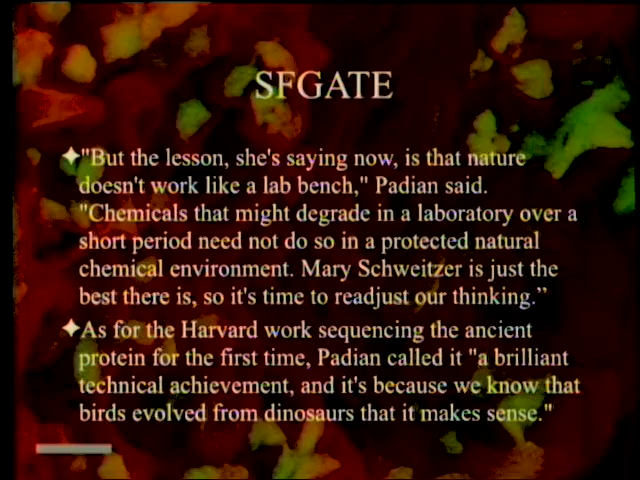 SFGATE
"But the lesson, she's saying now, is that nature
doesn't work like a lab bench," Padian said.
"Chemicals that might degrade in a laboratory over a
short period need not do so in a protected natural
chemical environment. Mary Schweitzer is just the
best there is, so it's time to readjust our thinking.”
As for the Harvard work sequencing the ancient
protein for the first time, Padian called it "a brilliant
technical achievement, and it's because we know that
birds evolved from dinosaurs that it makes sense."